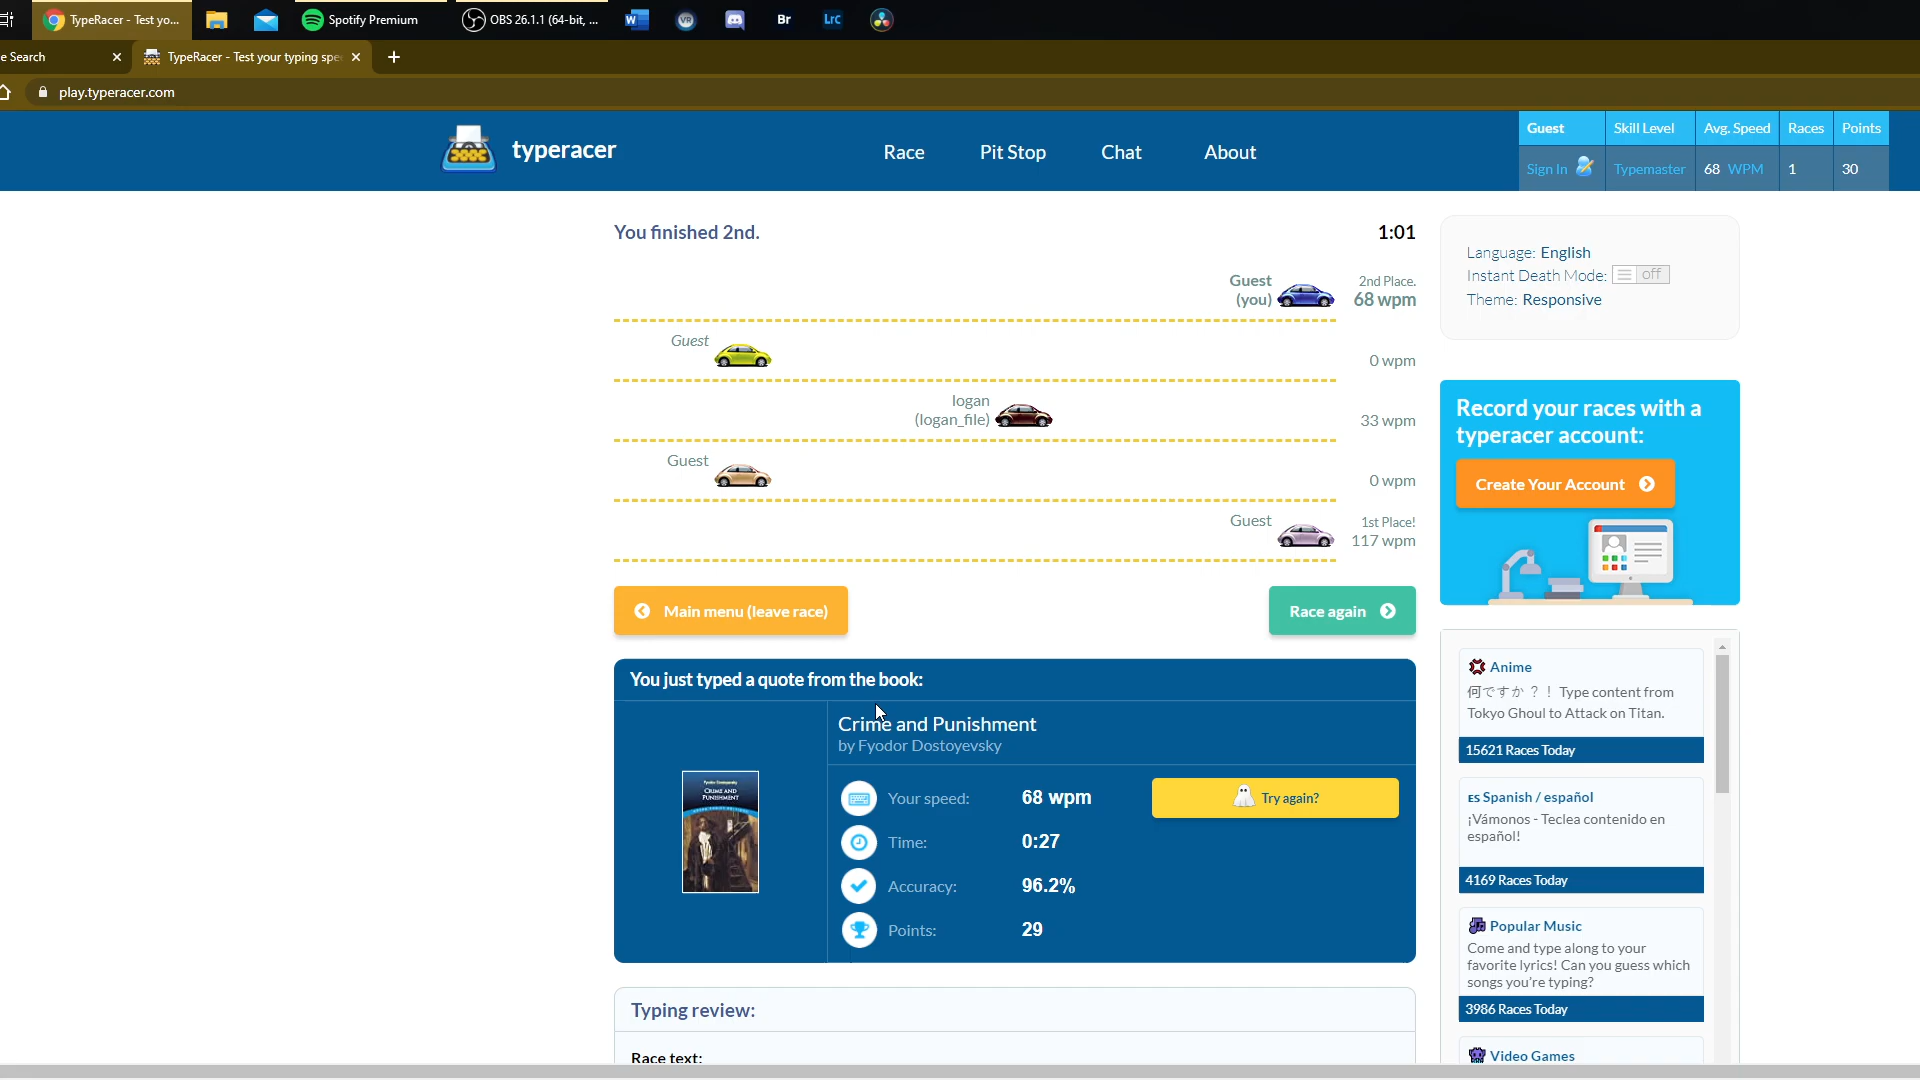 TypeRacer - Test yo...
Spotify Premium
OBS 26.1.1 (64-bit, ...
W
VR
Br
LrC
e Search
TypeRacer - Test your typing spe
play.typeracer.com
typeracer
Race
Pit Stop
Chat
About
Guest
Skill Level
Avg. Speed
Races
Points
Sign In
Typemaster
68 WPM
1
30
You finished 2nd.
1:01
Guest
(you)
2nd Place.
68 wpm
Guest
0 wpm
logan
(logan_file)
33 wpm
Guest
0 wpm
Guest
1st Place!
117 wpm
Main menu (leave race)
Race again
You just typed a quote from the book:
Crime and Punishment
by Fyodor Dostoyevsky
CRIME AND
PUNISHMENT
Your speed:
68 wpm
Try again?
Time:
0:27
Accuracy:
96.2%
Points:
29
Typing review:
Race text:
Language: English
Instant Death Mode: off
Theme: Responsive
Record your races with a
typeracer account:
Create Your Account
Anime
何ですか？！ Type content from
Tokyo Ghoul to Attack on Titan.
15621 Races Today
ES Spanish / español
¡Vámonos - Teclea contenido en
español!
4169 Races Today
Popular Music
Come and type along to your
favorite lyrics! Can you guess which
songs you're typing?
3986 Races Today
Video Games